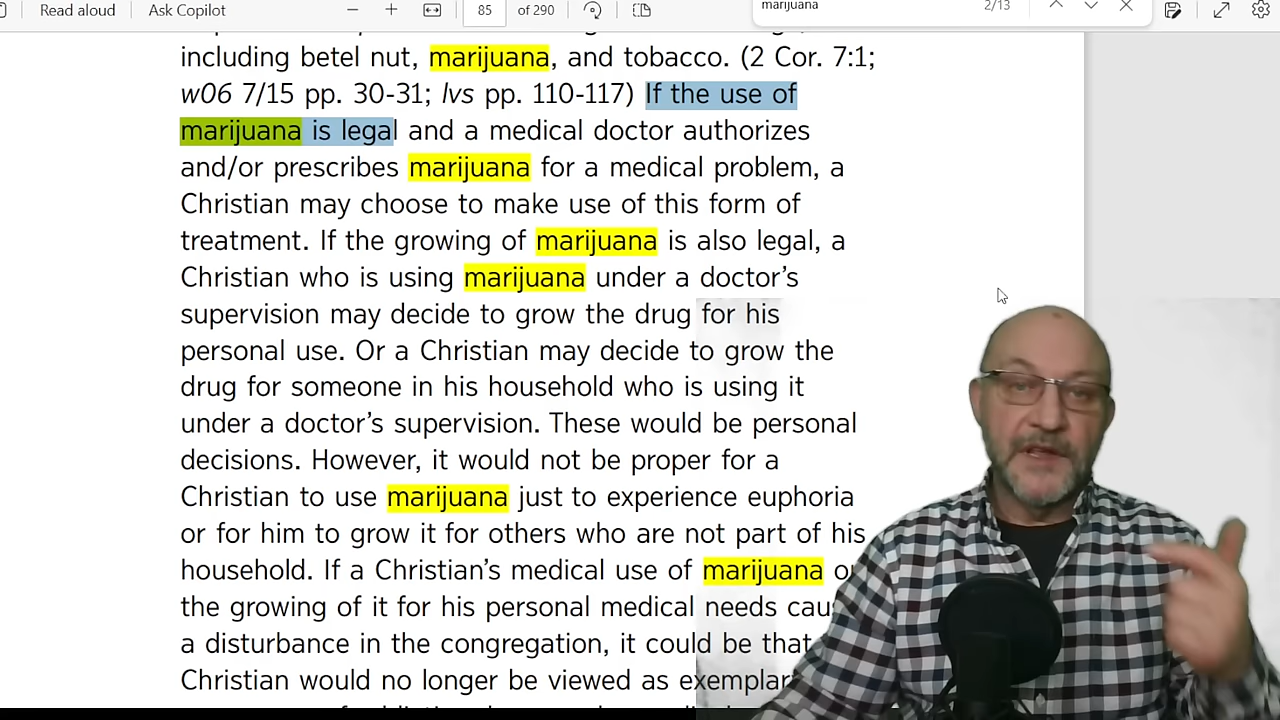 Read aloud Ask Copilot 85 of 290 marijuana 2/13
including betel nut, marijuana, and tobacco. (2 Cor. 7:1;
w06 7/15 pp. 30-31; lvs pp. 110-117) If the use of
marijuana is legal and a medical doctor authorizes
and/or prescribes marijuana for a medical problem, a
Christian may choose to make use of this form of
treatment. If the growing of marijuana is also legal, a
Christian who is using marijuana under a doctor’s
supervision may decide to grow the drug for his
personal use. Or a Christian may decide to grow the
drug for someone in his household who is using it
under a doctor’s supervision. These would be personal
decisions. However, it would not be proper for a
Christian to use marijuana just to experience euphoria
or for him to grow it for others who are not part of his
household. If a Christian’s medical use of marijuana
the growing of it for his personal medical needs
a disturbance in the congregation, it could be that
Christian would no longer be viewed as